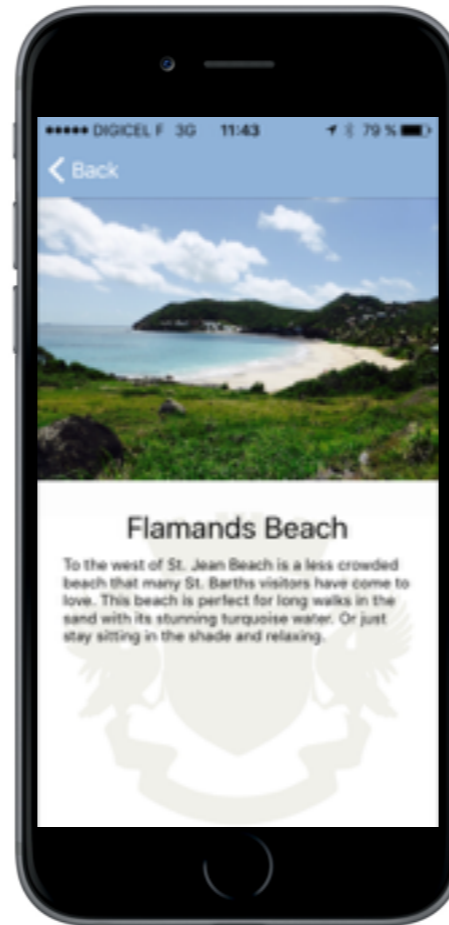 DIGICEL F 3G 11:43 79 %
Back
Flamands Beach
To the west of St. Jean Beach is a less crowded
beach that many St. Barths visitors have come to
love. This beach is perfect for long walks in the
sand with its stunning turquoise water. Or just
stay sitting in the shade and relaxing.